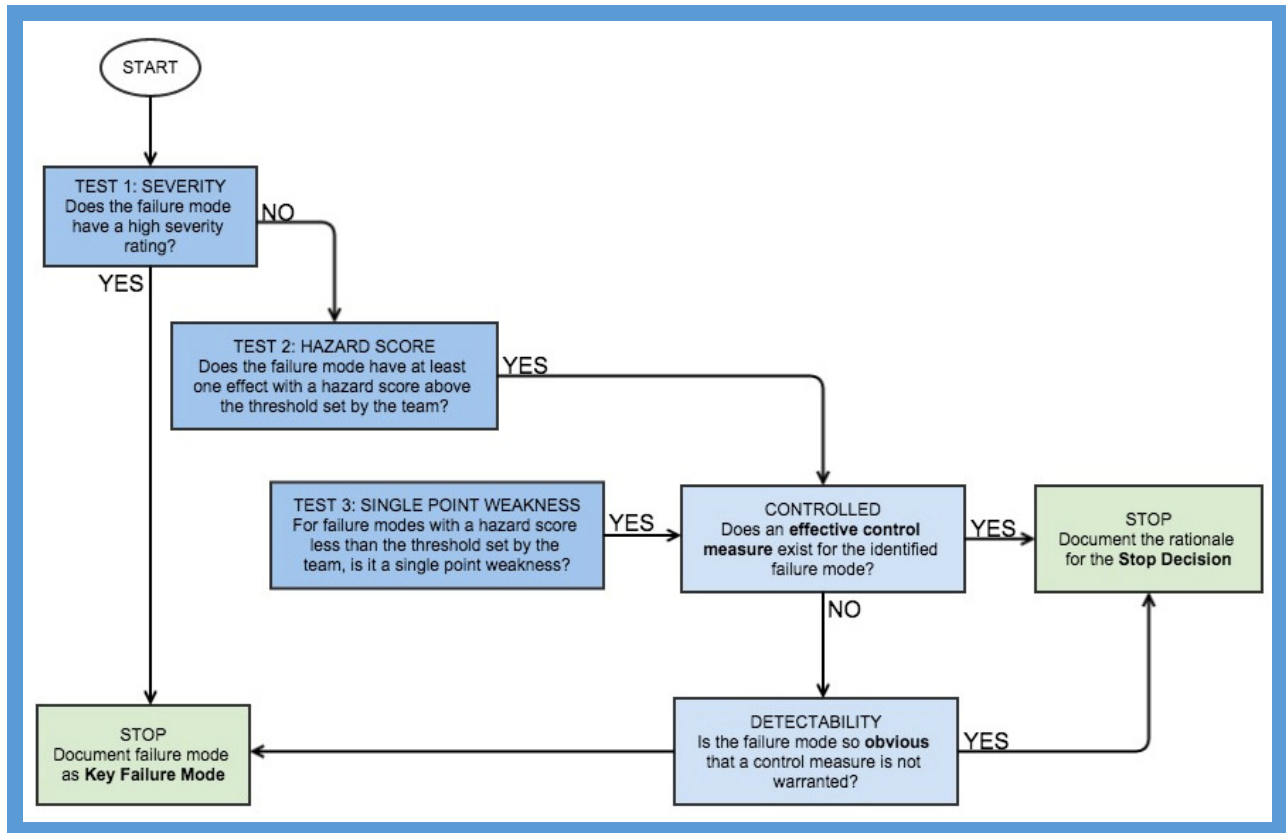 START
TEST 1: SEVERITY
Does the failure mode
have a high severity
rating?
NO
YES
TEST 2: HAZARD SCORE
Does the failure mode have at least
one effect with a hazard score above
the threshold set by the team?
YES
TEST 3: SINGLE POINT WEAKNESS
For failure modes with a hazard score
less than the threshold set by the
team, is it a single point weakness?
YES
CONTROLLED
Does an effective control
measure exist for the identified
failure mode?
YES
STOP
Document the rationale
for the Stop Decision
NO
STOP
Document failure mode
as Key Failure Mode
DETECTABILITY
Is the failure mode so obvious
that a control measure is not
warranted?
YES